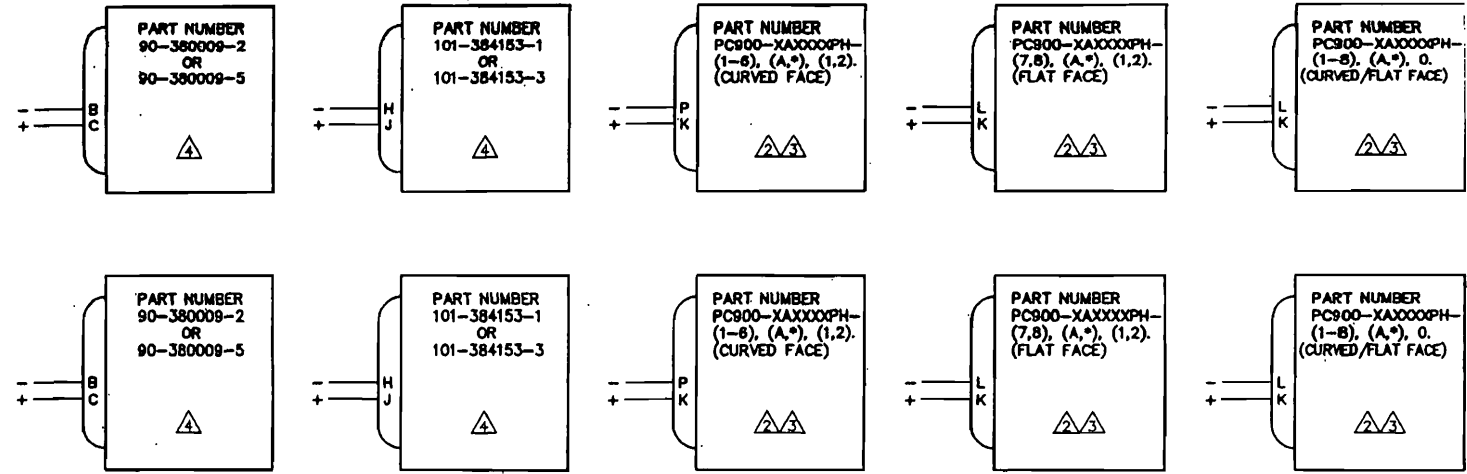 PART NUMBER
90-380009-2
OR
90-380009-5
-
B
+
C
4
PART NUMBER
101-384153-1
OR
101-384153-3
-
H
+
J
4
PART NUMBER
PC900-XAXXXXPH-
(1-6), (A,*), (1,2).
(CURVED FACE)
-
P
+
K
2 3
PART NUMBER
PC900-XAXXXXPH-
(7,8), (A,*), (1,2).
(FLAT FACE)
-
L
+
K
2 3
PART NUMBER
PC900-XAXXXXPH-
(1-8), (A,*), 0.
(CURVED/FLAT FACE)
-
L
+
K
2 3
PART NUMBER
90-380009-2
OR
90-380009-5
-
B
+
C
4
PART NUMBER
101-384153-1
OR
101-384153-3
-
H
+
J
4
PART NUMBER
PC900-XAXXXXPH-
(1-6), (A,*), (1,2).
(CURVED FACE)
-
P
+
K
2 3
PART NUMBER
PC900-XAXXXXPH-
(7,8), (A,*), (1,2).
(FLAT FACE)
-
L
+
K
2 3
PART NUMBER
PC900-XAXXXXPH-
(1-8), (A,*), 0.
(CURVED/FLAT FACE)
-
L
+
K
2 3